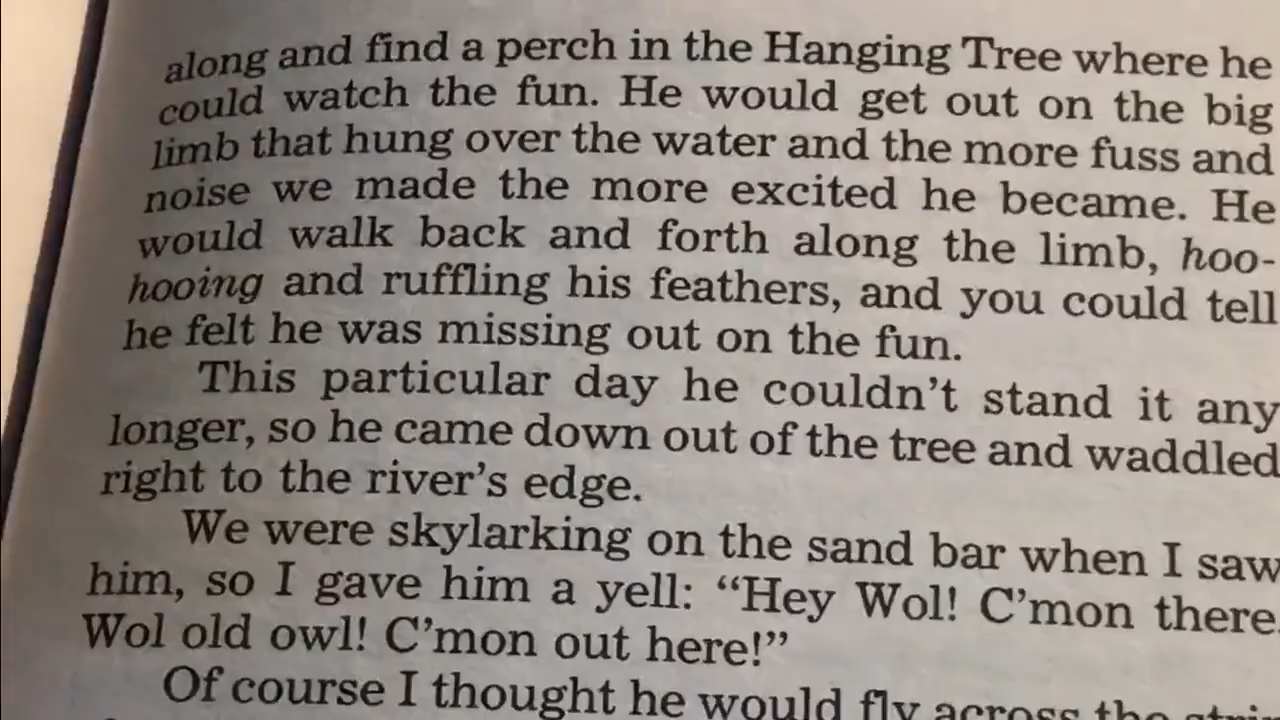 along and find a perch in the Hanging Tree where he
could watch the fun. He would get out on the big
limb that hung over the water and the more fuss and
noise we made the more excited he became. He
would walk back and forth along the limb, hoo-
hooing and ruffling his feathers, and you could tell
he felt he was missing out on the fun.
This particular day he couldn't stand it any
longer, so he came down out of the tree and waddled
right to the river's edge.
We were skylarking on the sand bar when I saw
him, so I gave him a yell: “Hey Wol! C'mon there
Wol old owl! C'mon out here!”
Of course I thought he would fly across the